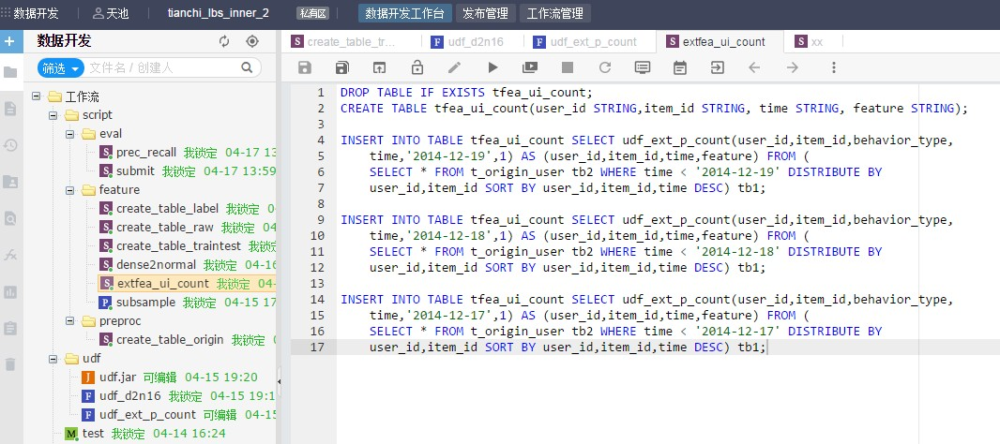 数据开发 天池 tianchi_lbs_inner_2 私有区 数据开发工作台 发布管理 工作流管理
数据开发
create_table_tr... udf_d2n16 udf_ext_p_count extfea_ui_count xx
筛选 文件名 / 创建人
工作流
script
eval
prec_recall 我锁定 04-17 13
submit 我锁定 04-17 13:59
feature
create_table_label 我锁定 0
create_table_raw 我锁定 04-
create_table_traintest 我锁定
dense2normal 我锁定 04-16
extfea_ui_count 我锁定 04-
subsample 我锁定 04-15 17
preproc
create_table_origin 我锁定 0
udf
udf.jar 可编辑 04-15 19:20
udf_d2n16 我锁定 04-15 19:1
udf_ext_p_count 可编辑 04-15
test 我锁定 04-14 16:24
1 DROP TABLE IF EXISTS tfea_ui_count;
2 CREATE TABLE tfea_ui_count(user_id STRING,item_id STRING, time STRING, feature STRING);
3
4 INSERT INTO TABLE tfea_ui_count SELECT udf_ext_p_count(user_id,item_id,behavior_type,
5 time,'2014-12-19',1) AS (user_id,item_id,time,feature) FROM (
6 SELECT * FROM t_origin_user tb2 WHERE time < '2014-12-19' DISTRIBUTE BY
7 user_id,item_id SORT BY user_id,item_id,time DESC) tb1;
8
9 INSERT INTO TABLE tfea_ui_count SELECT udf_ext_p_count(user_id,item_id,behavior_type,
10 time,'2014-12-18',1) AS (user_id,item_id,time,feature) FROM (
11 SELECT * FROM t_origin_user tb2 WHERE time < '2014-12-18' DISTRIBUTE BY
12 user_id,item_id SORT BY user_id,item_id,time DESC) tb1;
13
14 INSERT INTO TABLE tfea_ui_count SELECT udf_ext_p_count(user_id,item_id,behavior_type,
15 time,'2014-12-17',1) AS (user_id,item_id,time,feature) FROM (
16 SELECT * FROM t_origin_user tb2 WHERE time < '2014-12-17' DISTRIBUTE BY
17 user_id,item_id SORT BY user_id,item_id,time DESC) tb1;